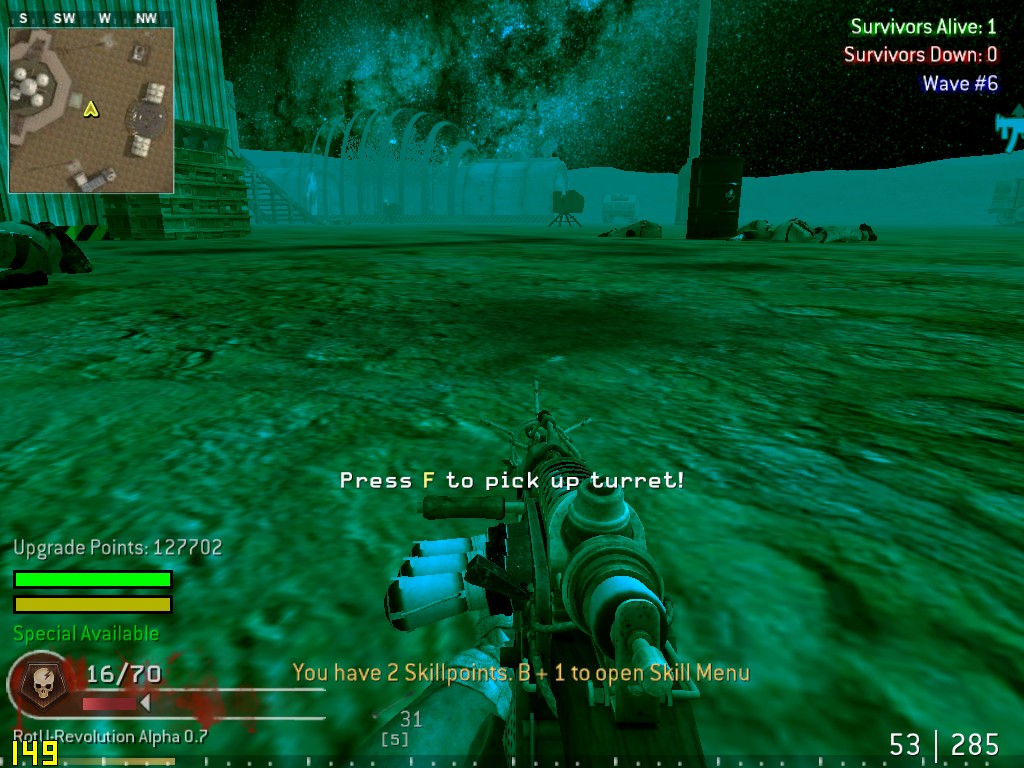 S SW W NW
Survivors Alive: 1
Survivors Down: 0
Wave #6
Press F to pick up turret!
Upgrade Points: 127702
Special Available
16/70
You have 2 Skillpoints. B + 1 to open Skill Menu
31
[5]
RotU-Revolution Alpha 0.7
149
53 | 285